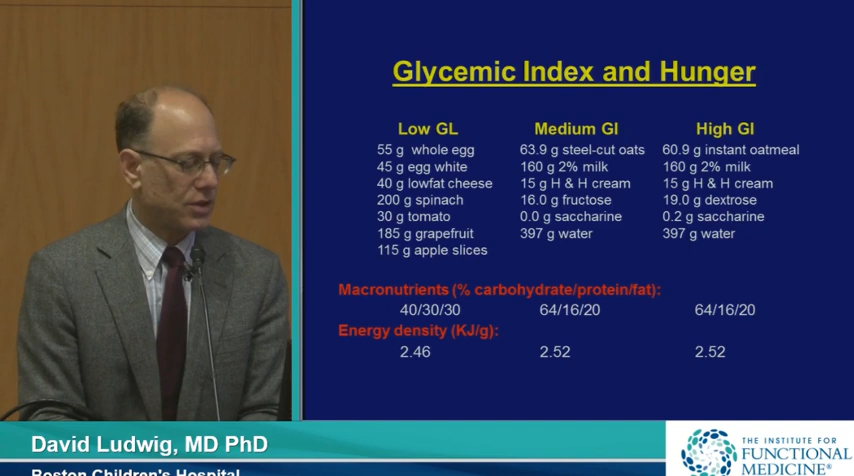 Glycemic Index and Hunger
Low GL
55 g whole egg
45 g egg white
40 g lowfat cheese
200 g spinach
30 g tomato
185 g grapefruit
115 g apple slices
Medium GI
63.9 g steel-cut oats
160 g 2% milk
15 g H & H cream
16.0 g fructose
0.0 g saccharine
397 g water
High GI
60.9 g instant oatmeal
160 g 2% milk
15 g H & H cream
19.0 g dextrose
0.2 g saccharine
397 g water
Macronutrients (% carbohydrate/protein/fat):
40/30/30 64/16/20 64/16/20
Energy density (KJ/g):
2.46 2.52 2.52
David Ludwig, MD PhD
Boston Children's Hospital
THE INSTITUTE FOR
FUNCTIONAL
MEDICINE®